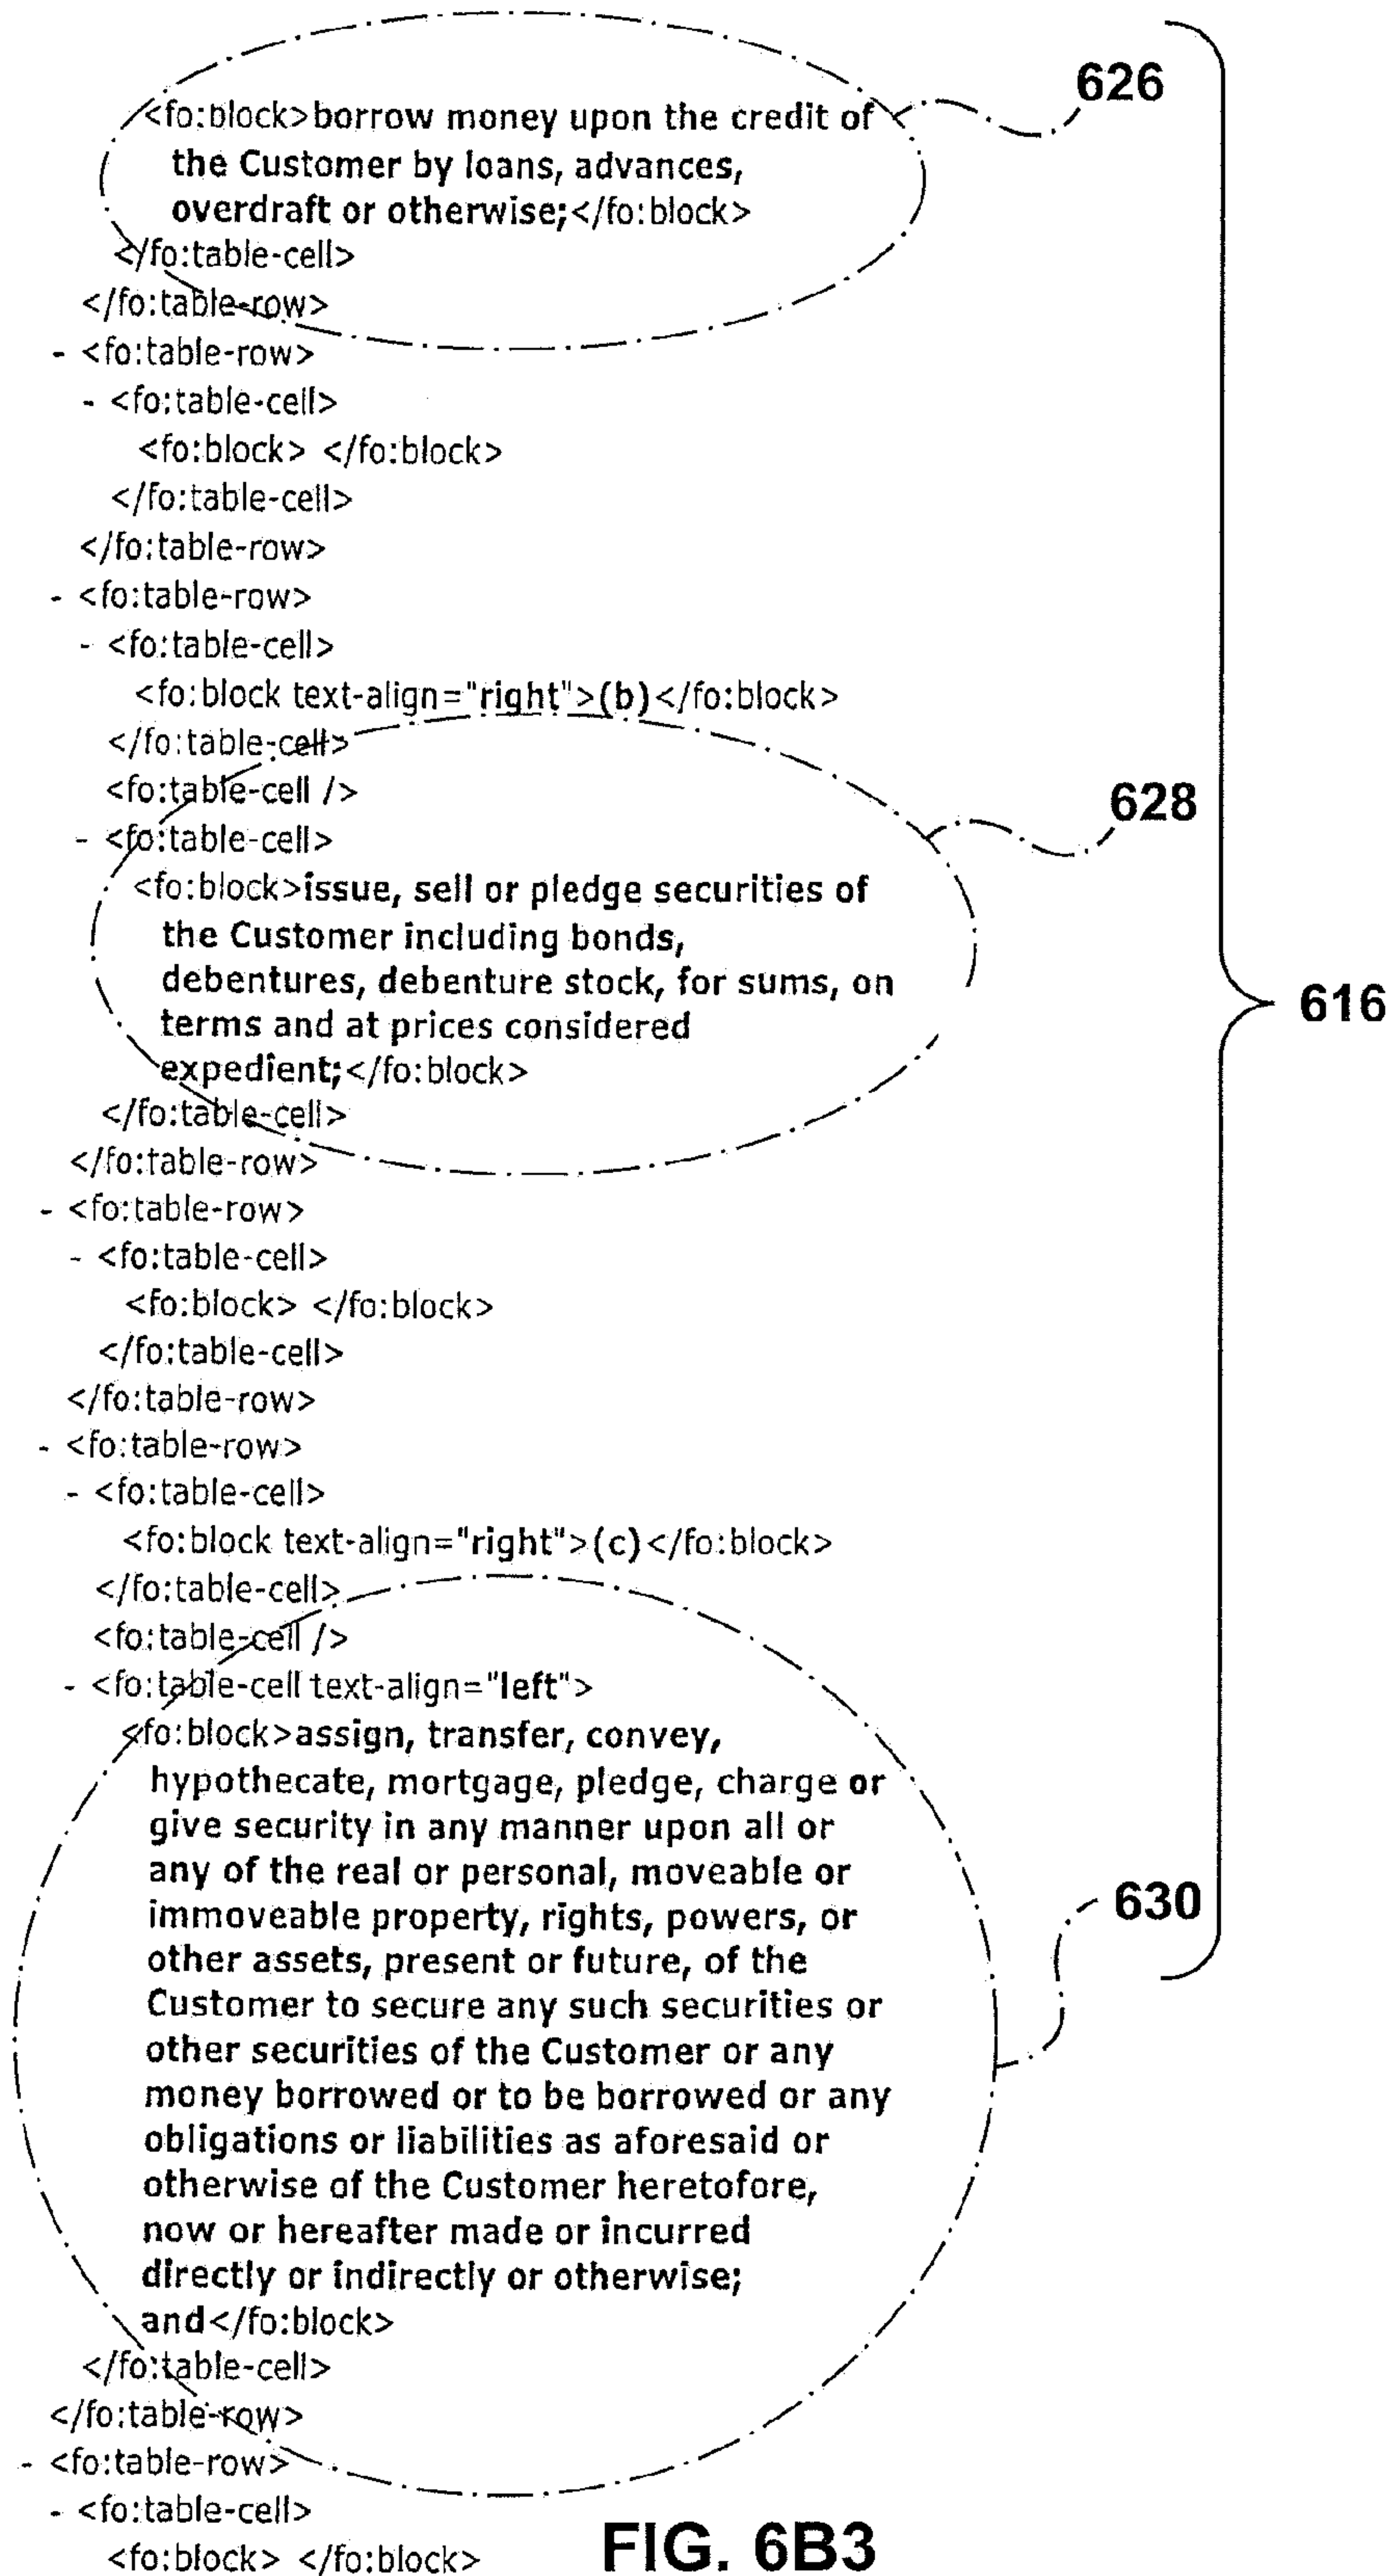 626
<fo:block>borrow money upon the credit of
the Customer by loans, advances,
overdraft or otherwise;</fo:block>
</fo:table-cell>
</fo:table-row>
- <fo:table-row>
- <fo:table-cell>
<fo:block> </fo:block>
</fo:table-cell>
</fo:table-row>
- <fo:table-row>
- <fo:table-cell>
<fo:block text-align="right">(b)</fo:block>
</fo:table-cell>
<fo:table-cell />
628
- <fo:table-cell>
<fo:block>issue, sell or pledge securities of
the Customer including bonds,
debentures, debenture stock, for sums, on
616
terms and at prices considered
expedient;</fo:block>
</fo:table-cell>
</fo:table-row>
- <fo:table-row>
- <fo:table-cell>
<fo:block> </fo:block>
</fo:table-cell>
</fo:table-row>
- <fo:table-row>
- <fo:table-cell>
<fo:block text-align="right">(c)</fo:block>
</fo:table-cell>
<fo:table-cell />
- <fo:table-cell text-align="left">
<fo:block>assign, transfer, convey,
hypothecate, mortgage, pledge, charge or
give security in any manner upon all or
any of the real or personal, moveable or
630
immoveable property, rights, powers, or
other assets, present or future, of the
Customer to secure any such securities or
other securities of the Customer or any
money borrowed or to be borrowed or any
obligations or liabilities as aforesaid or
otherwise of the Customer heretofore,
now or hereafter made or incurred
directly or indirectly or otherwise;
and</fo:block>
</fo:table-cell>
</fo:table-row>
- <fo:table-row>
- <fo:table-cell>
<fo:block> </fo:block>
FIG. 6B3